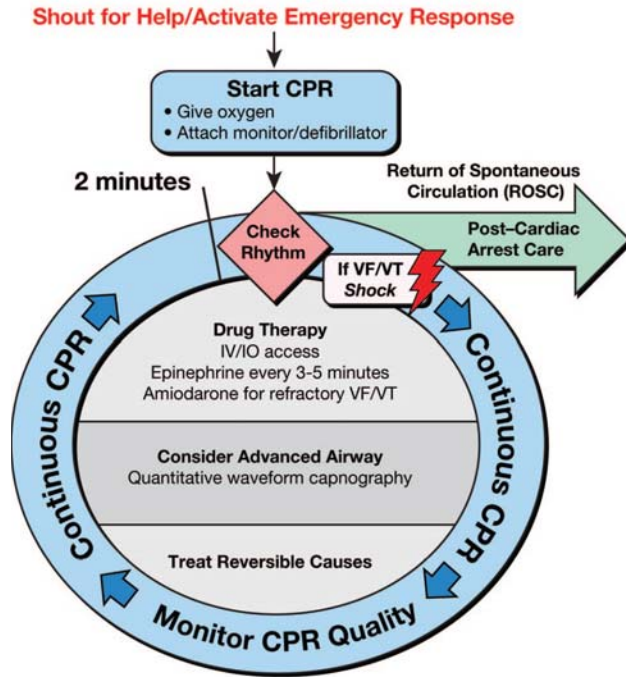 Shout for Help/Activate Emergency Response
Start CPR
• Give oxygen
• Attach monitor/defibrillator
2 minutes
Return of Spontaneous
Circulation (ROSC)
Check
Rhythm
Post–Cardiac
Arrest Care
If VF/VT
Shock
Drug Therapy
IV/IO access
Epinephrine every 3-5 minutes
Amiodarone for refractory VF/VT
Consider Advanced Airway
Quantitative waveform capnography
Treat Reversible Causes
Continuous CPR
Continuous CPR
Monitor CPR Quality